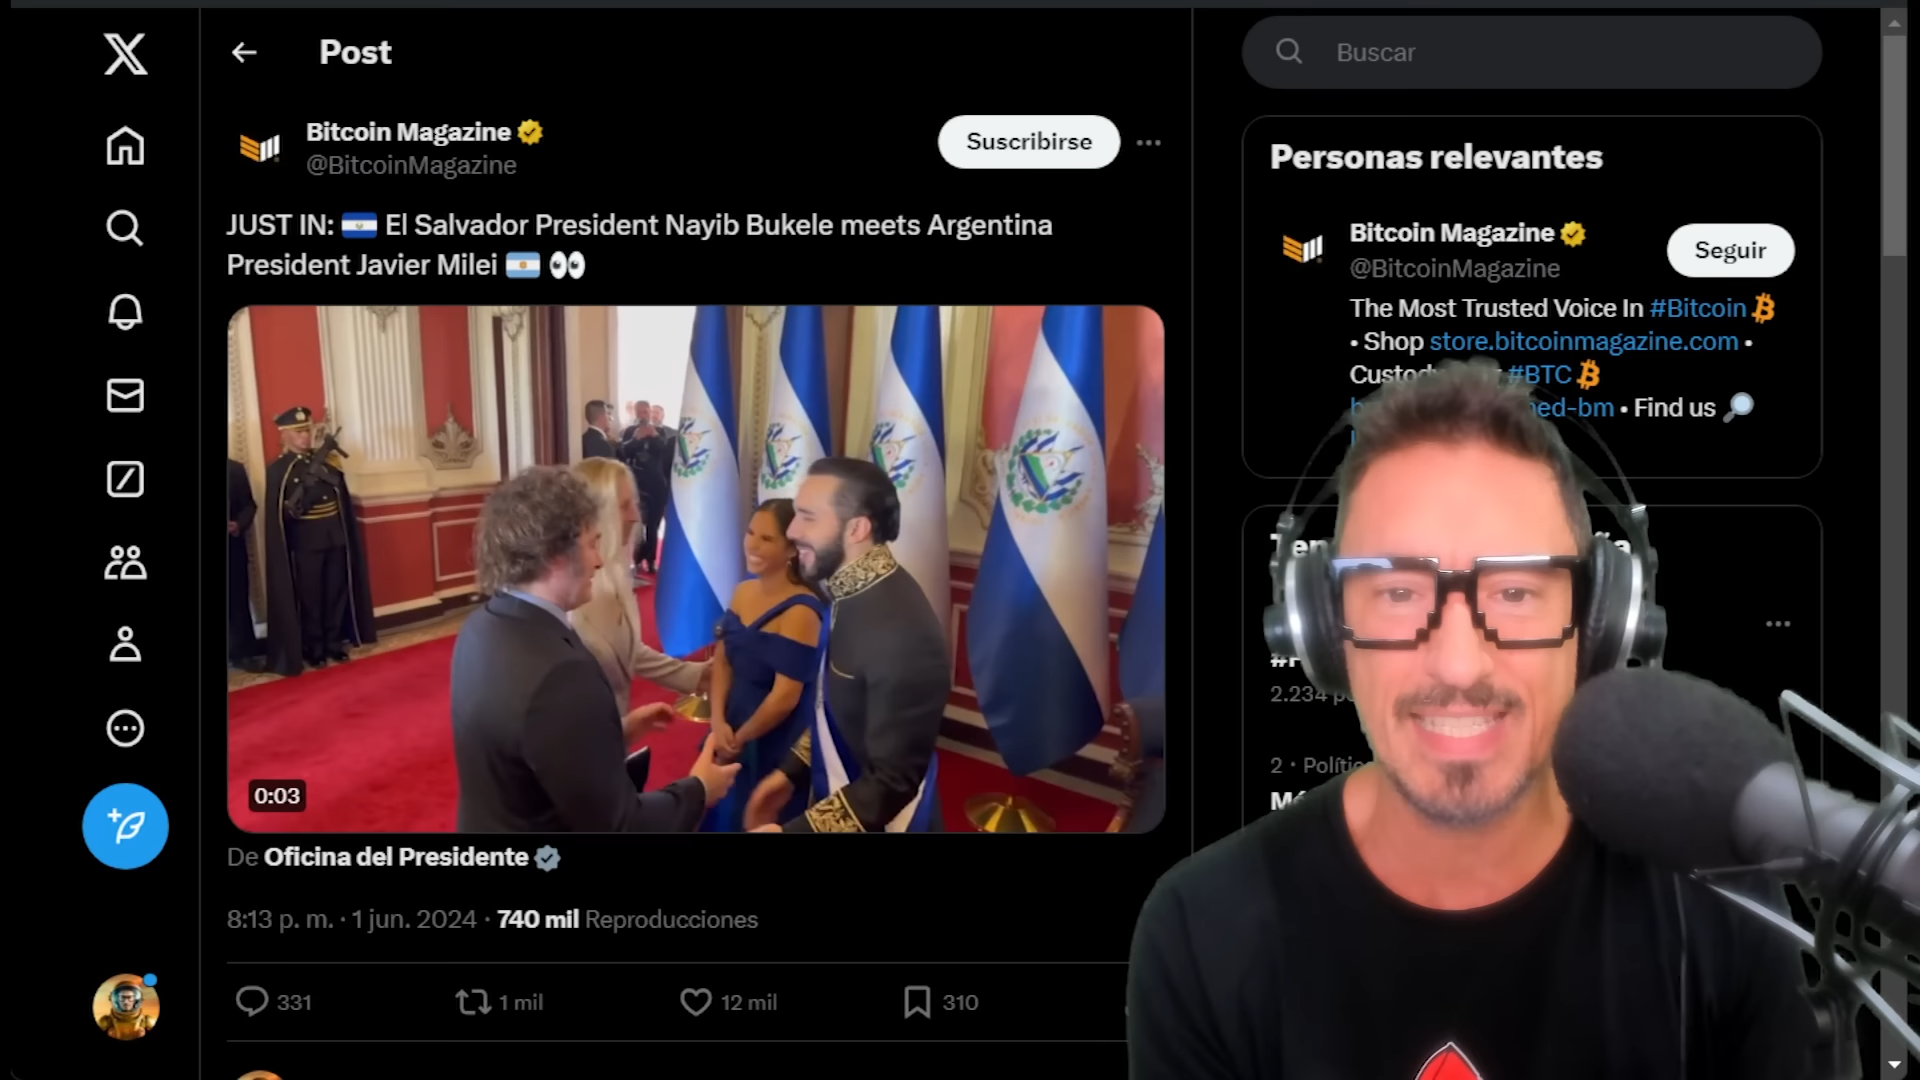 Post
Buscar
Bitcoin Magazine
@BitcoinMagazine
Suscribirse
JUST IN: 🇸🇻 El Salvador President Nayib Bukele meets Argentina
President Javier Milei 🇦🇷 👀
0:03
De Oficina del Presidente
8:13 p. m. · 1 jun. 2024 · 740 mil Reproducciones
331
1 mil
12 mil
310
Personas relevantes
Bitcoin Magazine
@BitcoinMagazine
Seguir
The Most Trusted Voice In #Bitcoin
• Shop store.bitcoinmagazine.com •
#BTC
ned-bm • Find us 🔎
2.234
2 · Polític